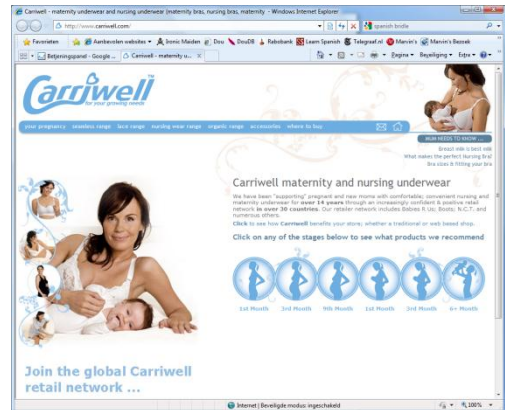 Carriwell - maternity underwear and nursing underwear |maternity bras, nursing bras, maternity - Windows Internet Explorer
http://www.carriwell.com/
spanish bridle
Favorieten
Aanbevolen websites
Ironic Maiden
Dou
DouDB
Rabobank
Learn Spanish
Telegraaf.nl
Marvin's
Marvin's Bezoek
Betjeringspand - Google ...
Carriwell - maternity u...
Pagina
Beveiliging
Extra
Carriwell™
for your growing needs
your pregnancy seamless range lace range nursing wear range organic range accessories where to buy
MUM NEEDS TO KNOW ...
Breast milk is best milk
What makes the perfect Nursing Bra!
Bra sizes & fitting your bra
Carriwell maternity and nursing underwear
We have been "supporting" pregnant and new moms with comfortable; convenient nursing and
maternity underwear for over 14 years through an increasingly confident & positive retail
network in over 30 countries. Our retailer network includes Babies R Us; Boots; N.C.T. and
numerous others.
Click to see how Carriwell benefits your store; whether a traditional or web based shop.
Click on any of the stages below to see what products we recommend
1st Month 3rd Month 9th Month 1st Month 3rd Month 6+ Month
Join the global Carriwell
retail network ...
Internet | Beveiligde modus: ingeschakeld
100%